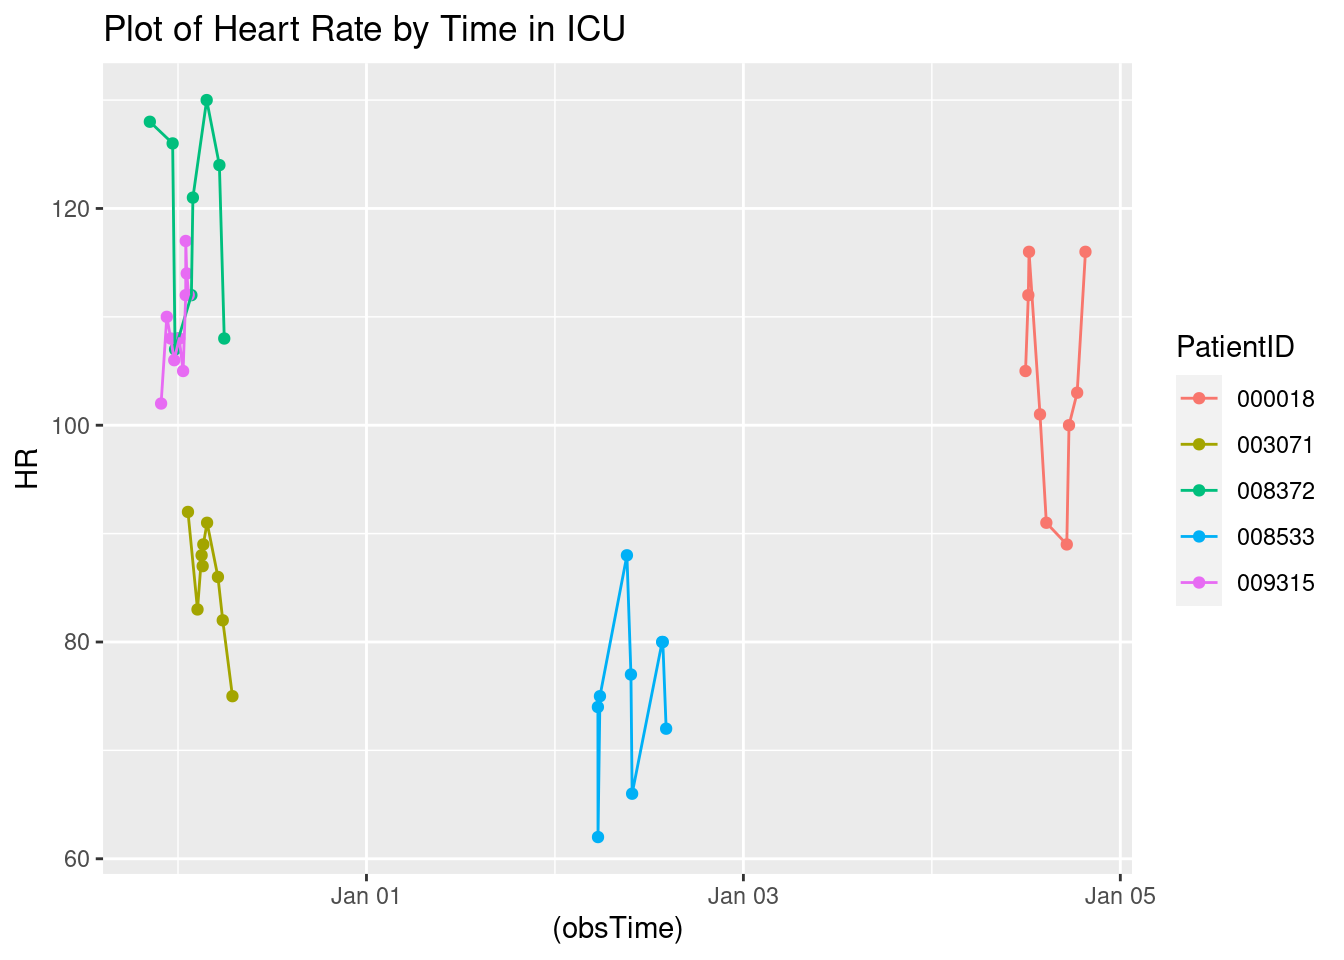 Plot of Heart Rate by Time in ICU
HR
120
100
80
60
Jan 01
Jan 03
Jan 05
(obsTime)
PatientID
000018
003071
008372
008533
009315